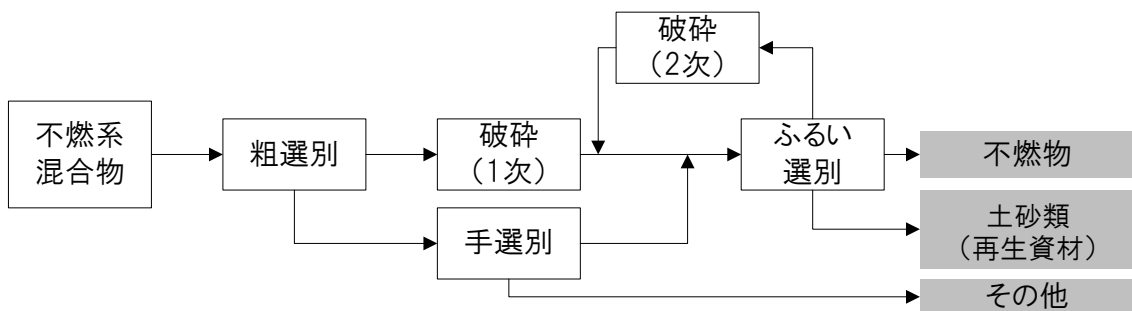 破砕
（2次）
不燃系
混合物
粗選別
破砕
（1次）
ふるい
選別
不燃物
手選別
土砂類
（再生資材）
その他